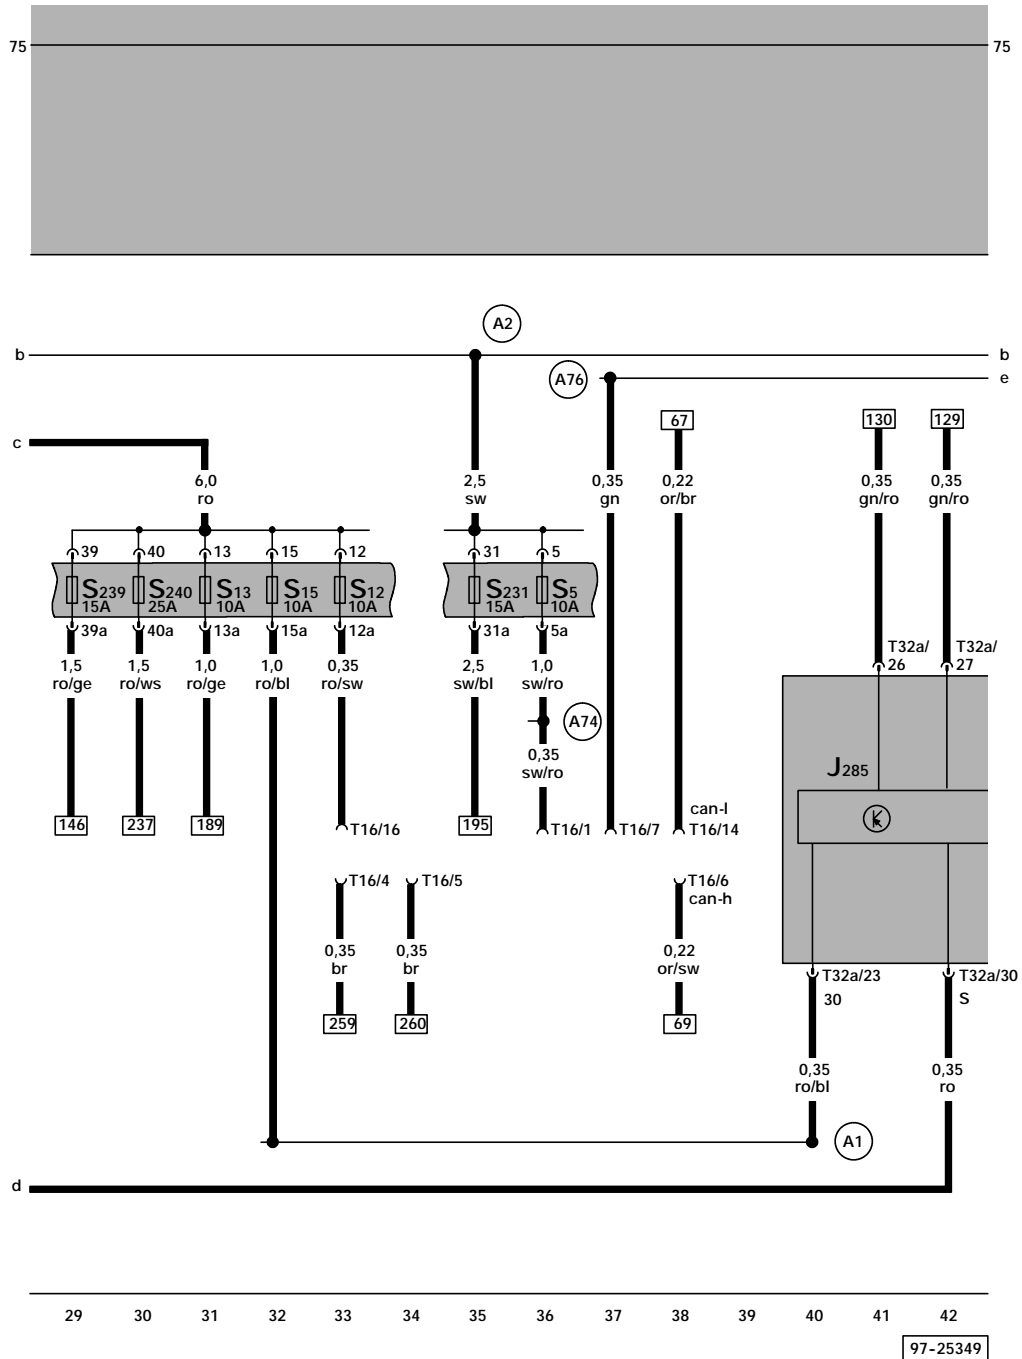 75 75
A2
b b
A76 e
67 130 129
c
6,0 2,5 0,35 0,22 0,35 0,35
ro sw gn or/br gn/ro gn/ro
39 40 13 15 12 31 5
S239 S240 S13 S15 S12 S231 S5
15A 25A 10A 10A 10A 15A 10A
39a 40a 13a 15a 12a 31a 5a
T32a/ T32a/
26 27
1,5 1,5 1,0 1,0 0,35 2,5 1,0
ro/ge ro/ws ro/ge ro/bl ro/sw sw/bl sw/ro
A74
0,35
sw/ro
J285
can-l
146 237 189 T16/16 195 T16/1 T16/7 T16/14
T16/4 T16/5 T16/6
can-h
0,35 0,35 0,22
br br or/sw
T32a/23 T32a/30
30 S
259 260 69
0,35 0,35
ro/bl ro
A1
d
29 30 31 32 33 34 35 36 37 38 39 40 41 42
97-25349